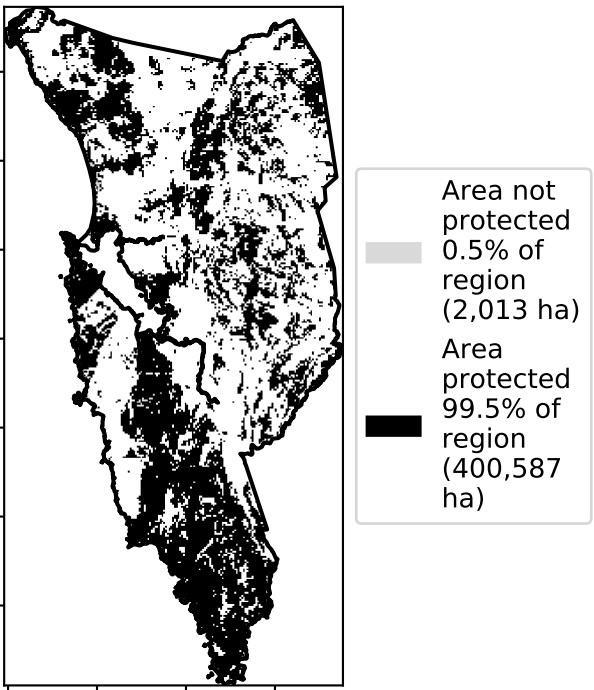 Area not
protected
0.5% of
region
(2,013 ha)
Area
protected
99.5% of
region
(400,587
ha)